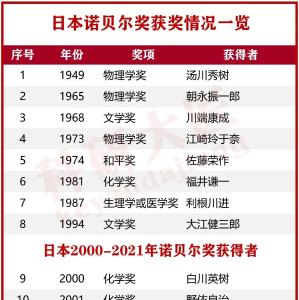 日本诺贝尔奖获奖情况一览
序号 年份 奖项 获得者
1 1949 物理学奖 汤川秀树
2 1965 物理学奖 朝永振一郎
3 1968 文学奖 川端康成
4 1973 物理学奖 江崎玲于奈
5 1974 和平奖 佐藤荣作
6 1981 化学奖 福井谦一
7 1987 生理学或医学奖 利根川进
8 1994 文学奖 大江健三郎
日本2000-2021年诺贝尔奖获得者
9 2000 化学奖 白川英树
10 2001 化学奖 野依良治